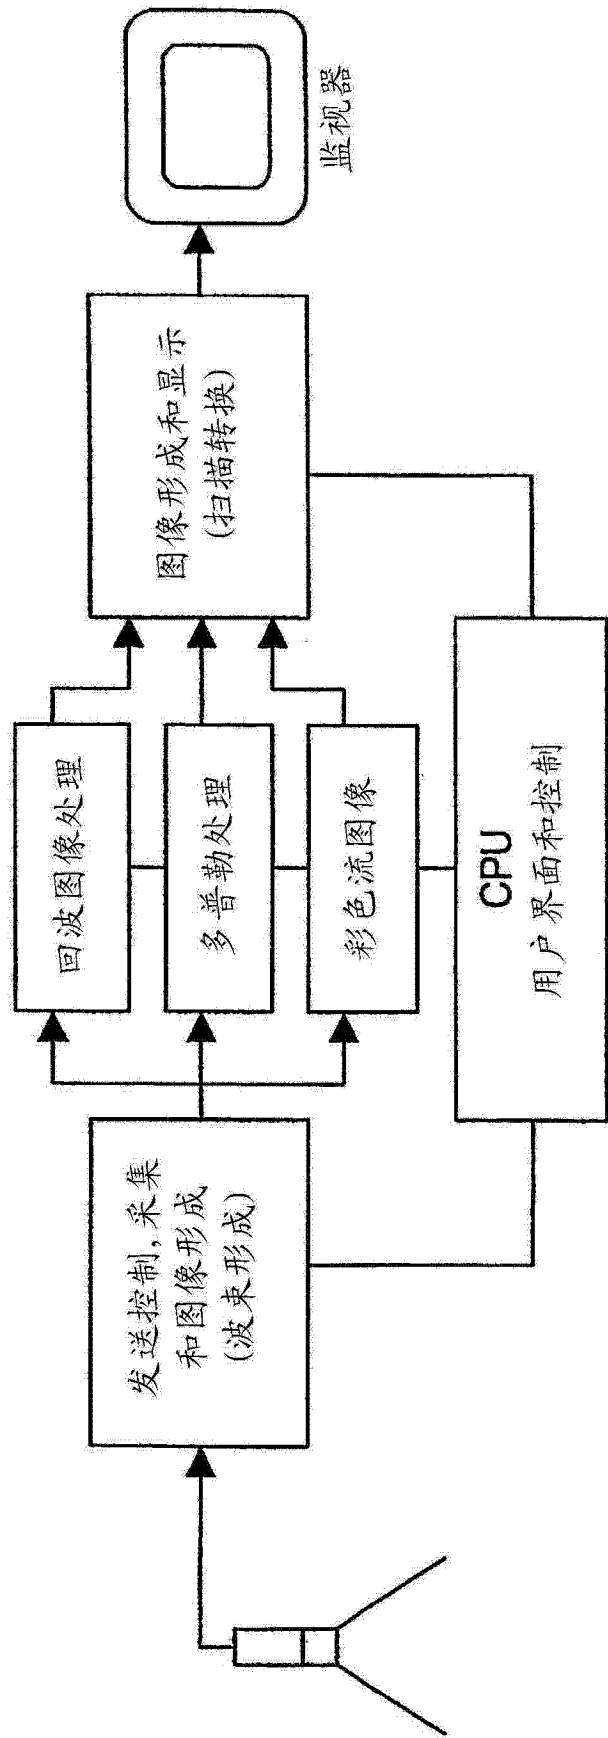 发送控制,采集
和图像形成
(波束形成)
回波图像处理
多普勒处理
彩色流图像
图像形成和显示
(扫描转换)
监视器
CPU
用户界面和控制